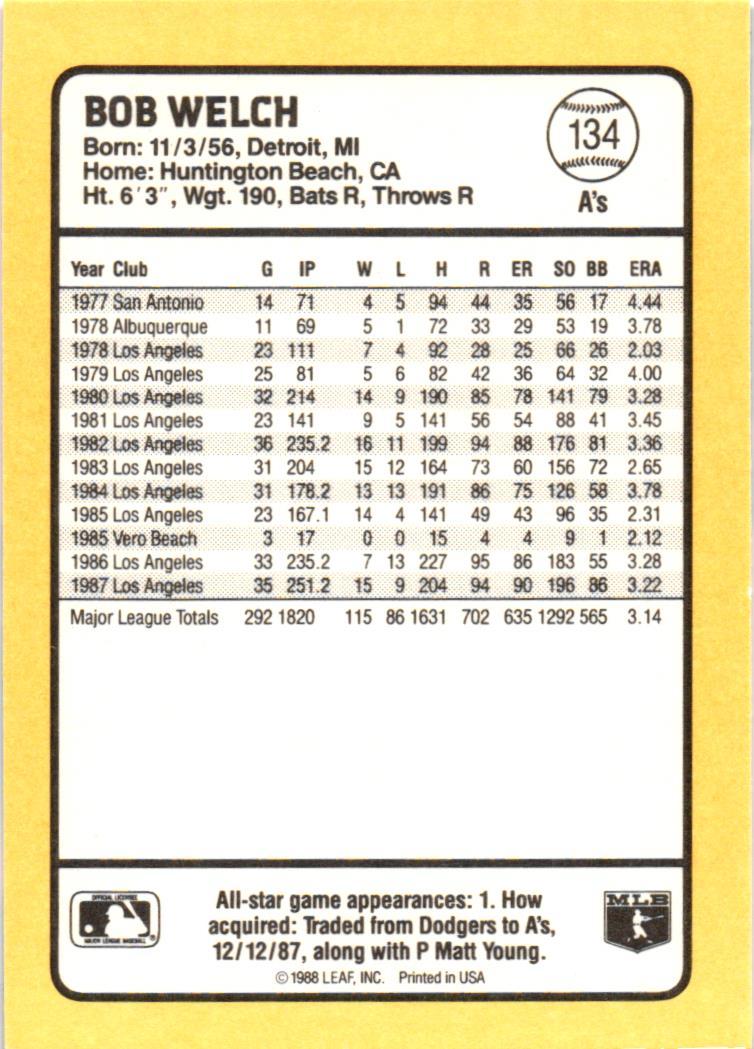 BOB WELCH
Born: 11/3/56, Detroit, MI
Home: Huntington Beach, CA
Ht. 6'3", Wgt. 190, Bats R, Throws R
134
A's
Year Club G IP W L H R ER SO BB ERA
1977 San Antonio 14 71 4 5 94 44 35 56 17 4.44
1978 Albuquerque 11 69 5 1 72 33 29 53 19 3.78
1978 Los Angeles 23 111 7 4 92 28 25 66 26 2.03
1979 Los Angeles 25 81 5 6 82 42 36 64 32 4.00
1980 Los Angeles 32 214 14 9 190 85 78 141 79 3.28
1981 Los Angeles 23 141 9 5 141 56 54 88 41 3.45
1982 Los Angeles 36 235.2 16 11 199 94 88 176 81 3.36
1983 Los Angeles 31 204 15 12 164 73 60 156 72 2.65
1984 Los Angeles 31 178.2 13 13 191 86 75 126 58 3.78
1985 Los Angeles 23 167.1 14 4 141 49 43 96 35 2.31
1985 Vero Beach 3 17 0 0 15 4 4 9 1 2.12
1986 Los Angeles 33 235.2 7 13 227 95 86 183 55 3.28
1987 Los Angeles 35 251.2 15 9 204 94 90 196 86 3.22
Major League Totals 292 1820 115 86 1631 702 635 1292 565 3.14
OFFICIAL LICENSEE
MAJOR LEAGUE BASEBALL®
All-star game appearances: 1. How
acquired: Traded from Dodgers to A's,
12/12/87, along with P Matt Young.
© 1988 LEAF, INC. Printed in USA
MLB